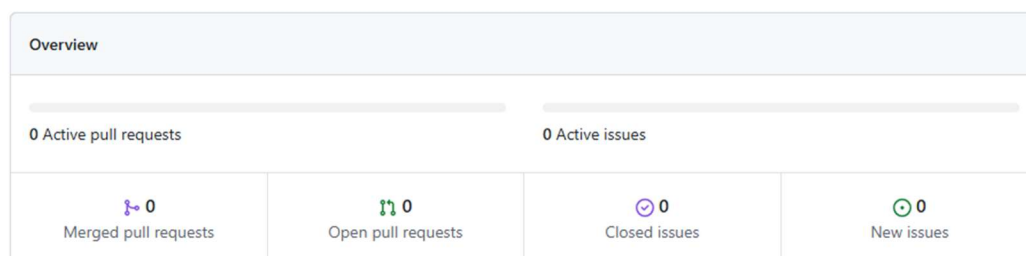 Overview
0 Active pull requests
0 Active issues
0
Merged pull requests
0
Open pull requests
0
Closed issues
0
New issues